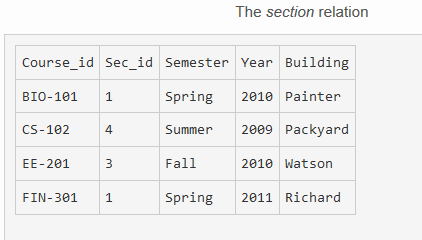 The section relation
Course_id Sec_id Semester Year Building
BIO-101 1 Spring 2010 Painter
CS-102 4 Summer 2009 Packyard
EE-201 3 Fall 2010 Watson
FIN-301 1 Spring 2011 Richard